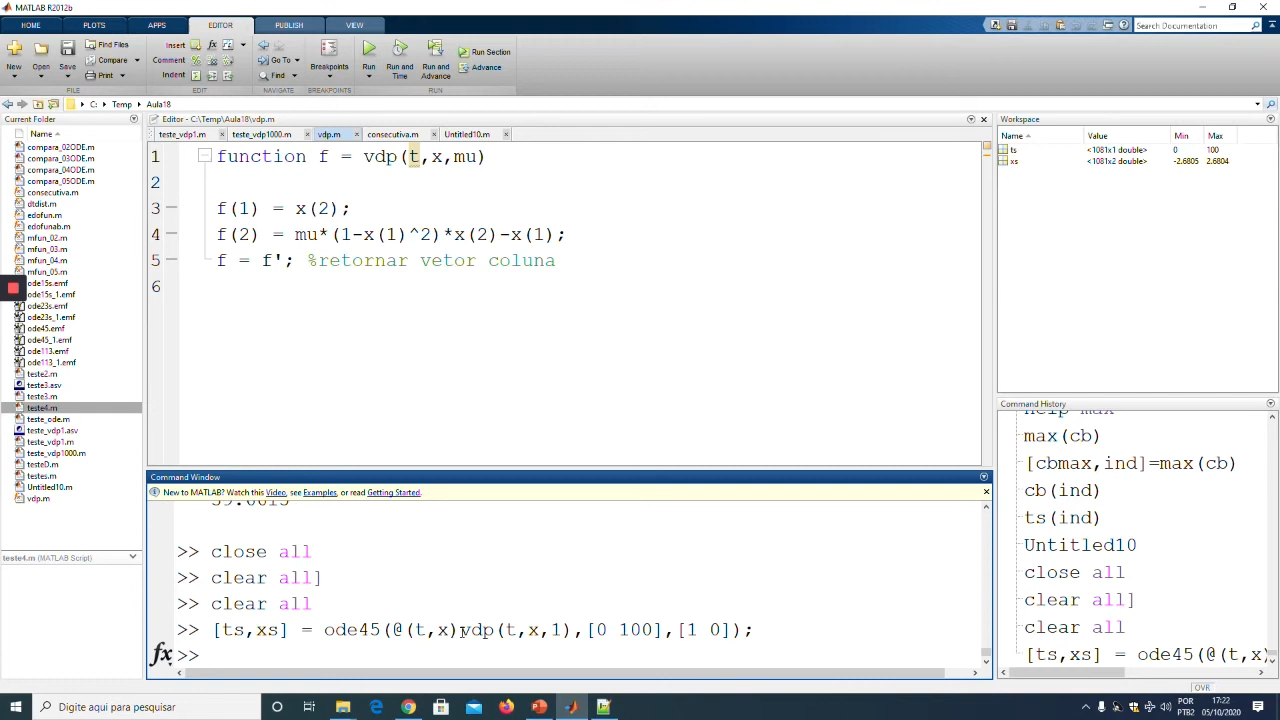 MATLAB R2012b
HOME PLOTS APPS EDITOR PUBLISH VIEW
Search Documentation
New Open Save Find Files Compare Print Insert Comment Indent fx Go To Find Breakpoints Run Run and Time Run and Advance Run Section Advance
FILE EDIT NAVIGATE BREAKPOINTS RUN
C: Temp Aula18
Current Folder
Name
compara_02ODE.m
compara_03ODE.m
compara_04ODE.m
compara_05ODE.m
consecutiva.m
dtdist.m
edofun.m
edofunab.m
mfun_02.m
mfun_03.m
mfun_04.m
mfun_05.m
ode15s.emf
ode15s_1.emf
ode23s.emf
ode23s_1.emf
ode45.emf
ode45_1.emf
ode113.emf
ode113_1.emf
teste2.m
teste3.asv
teste3.m
teste4.m
teste_ode.m
teste_vdp1.asv
teste_vdp1.m
teste_vdp1000.m
testeD.m
testes.m
Untitled10.m
vdp.m
teste4.m (MATLAB Script)
Editor - C:\Temp\Aula18\vdp.m
teste_vdp1.m teste_vdp1000.m vdp.m consecutiva.m Untitled10.m
1 function f = vdp(t,x,mu)
2
3 f(1) = x(2);
4 f(2) = mu*(1-x(1)^2)*x(2)-x(1);
5 f = f'; %retornar vetor coluna
6
Command Window
New to MATLAB? Watch this Video, see Examples, or read Getting Started.
>> close all
>> clear all]
>> clear all
>> [ts,xs] = ode45(@(t,x)vdp(t,x,1),[0 100],[1 0]);
fx >>
Workspace
Name Value Min Max
ts <1081x1 double> 0 100
xs <1081x2 double> -2.6805 2.6804
Command History
help max
max(cb)
[cbmax,ind]=max(cb)
cb(ind)
ts(ind)
Untitled10
close all
clear all]
clear all
[ts,xs] = ode45(@(t,x)
OVR
Digite aqui para pesquisar
POR
PTB2
17:22
05/10/2020